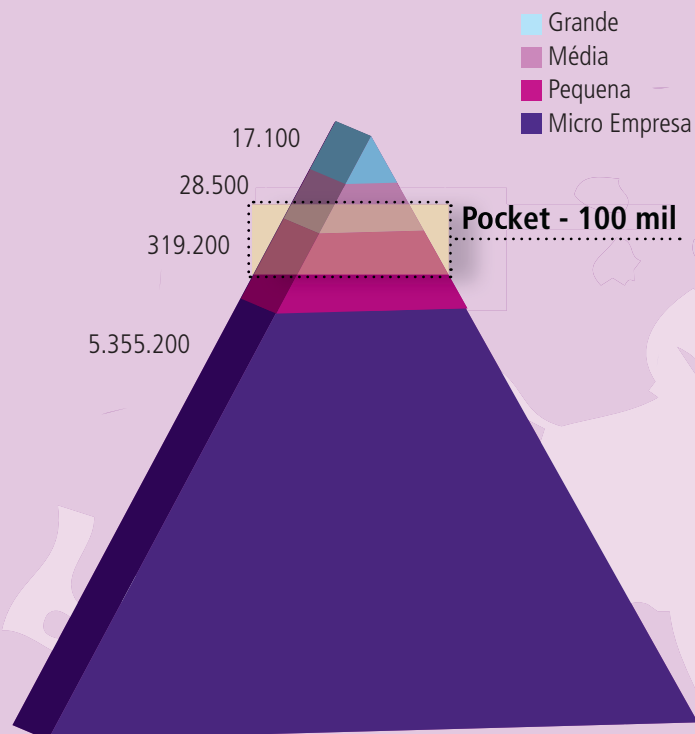 Grande
Média
Pequena
Micro Empresa
17.100
28.500
319.200
5.355.200
Pocket - 100 mil